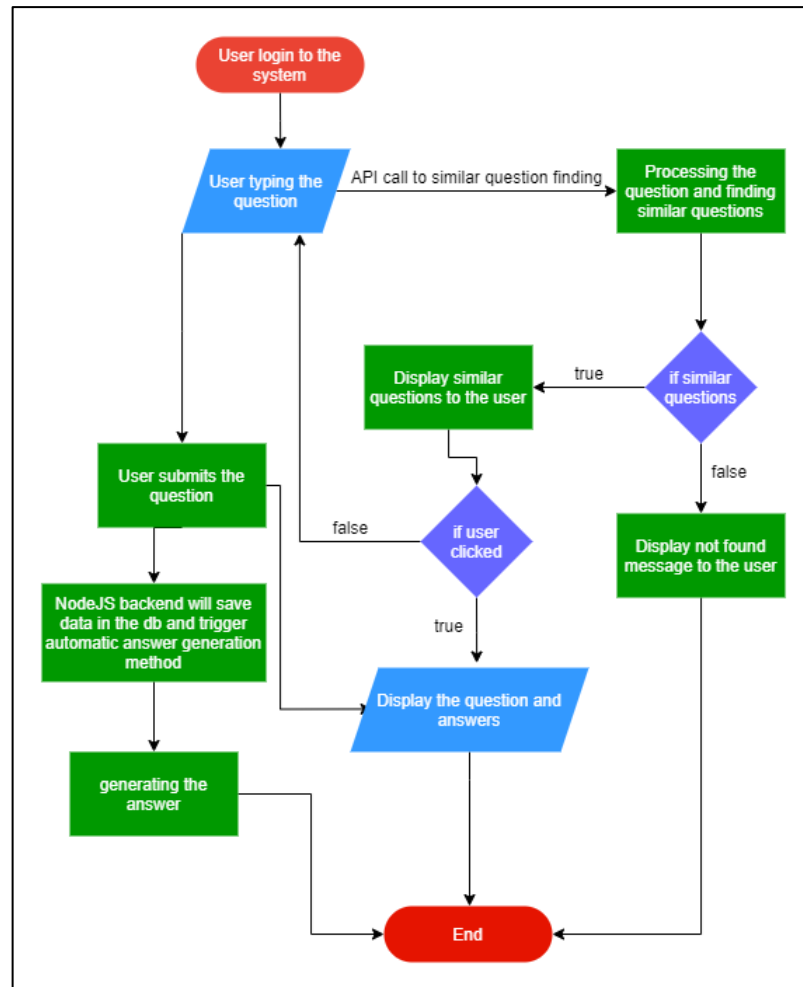 User login to the
system
User typing the
question
API call to similar question finding
Processing the
question and finding
similar questions
Display similar
questions to the user
true
if similar
questions
false
User submits the
question
false
if user
clicked
Display not found
message to the user
NodeJS backend will save
data in the db and trigger
automatic answer generation
method
true
Display the question and
answers
generating the
answer
End